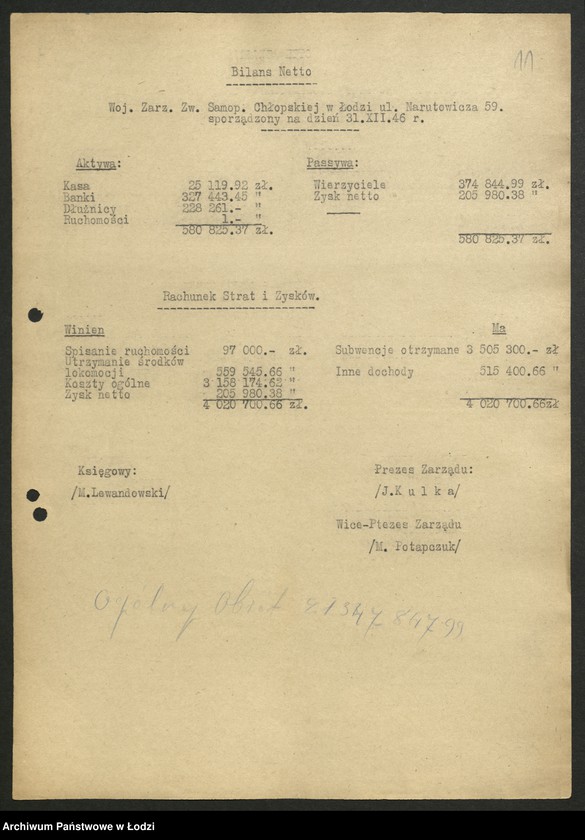 11
Bilans Netto
Woj. Zarz. Zw. Samop. Chłopskiej w Łodzi ul. Narutowicza 59.
sporządzony na dzień 31.XII.46 r.
Aktywa: Passywa:
Kasa 25 119.92 zł. Wierzyciele 374 844.99 zł.
Banki 327 443.45 " Zysk netto 205 980.38 "
Dłużnicy 228 261.- "
Ruchomości 1.- "
580 825.37 zł. 580 825.37 zł.
Rachunek Strat i Zysków.
Winien Ma
Spisanie ruchomości 97 000.- zł. Subwencje otrzymane 3 505 300.- zł
Utrzymanie środków
lokomocji 559 545.66 " Inne dochody 515 400.66 "
Koszty ogólne 3 158 174.62 "
Zysk netto 205 980.38 "
4 020 700.66 zł. 4 020 700.66zł
Księgowy: Prezes Zarządu:
/M.Lewandowski/ /J.K u l k a/
Wice-Ptezes Zarządu
/M. Potapczuk/
Ogólny Obrót 847.99
Archiwum Państwowe w Łodzi